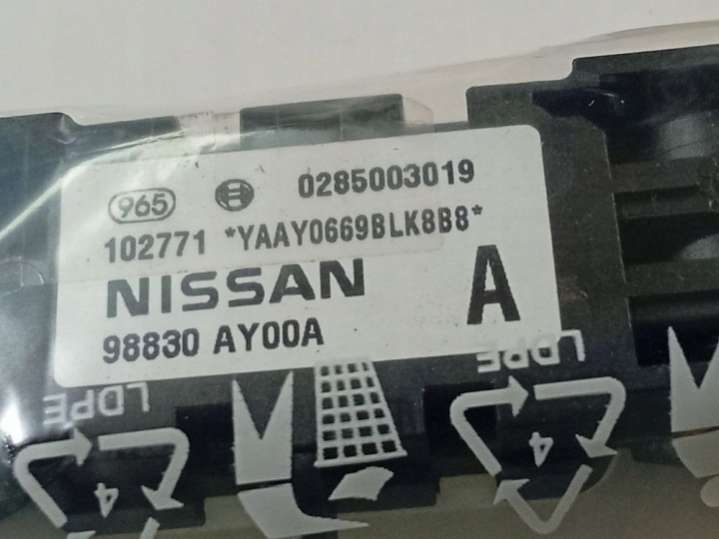 965 0285003019
102771 *YAAY0669BLK8B8*
NISSAN
98830 AY00A A
LDPE LDPE
4 4